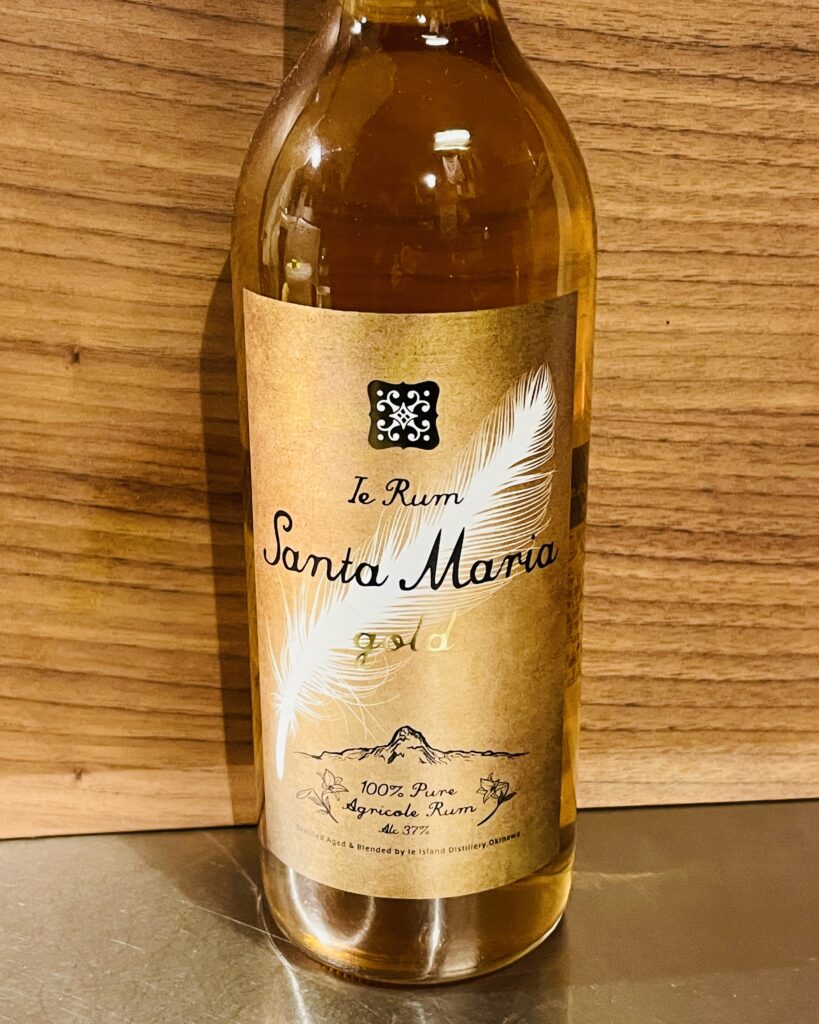 Ie Rum
Santa Maria
gold
100% Pure
Agricole Rum
Alc 37%
Distilled,Aged & Blended by Ie Island Distillery,Okinawa